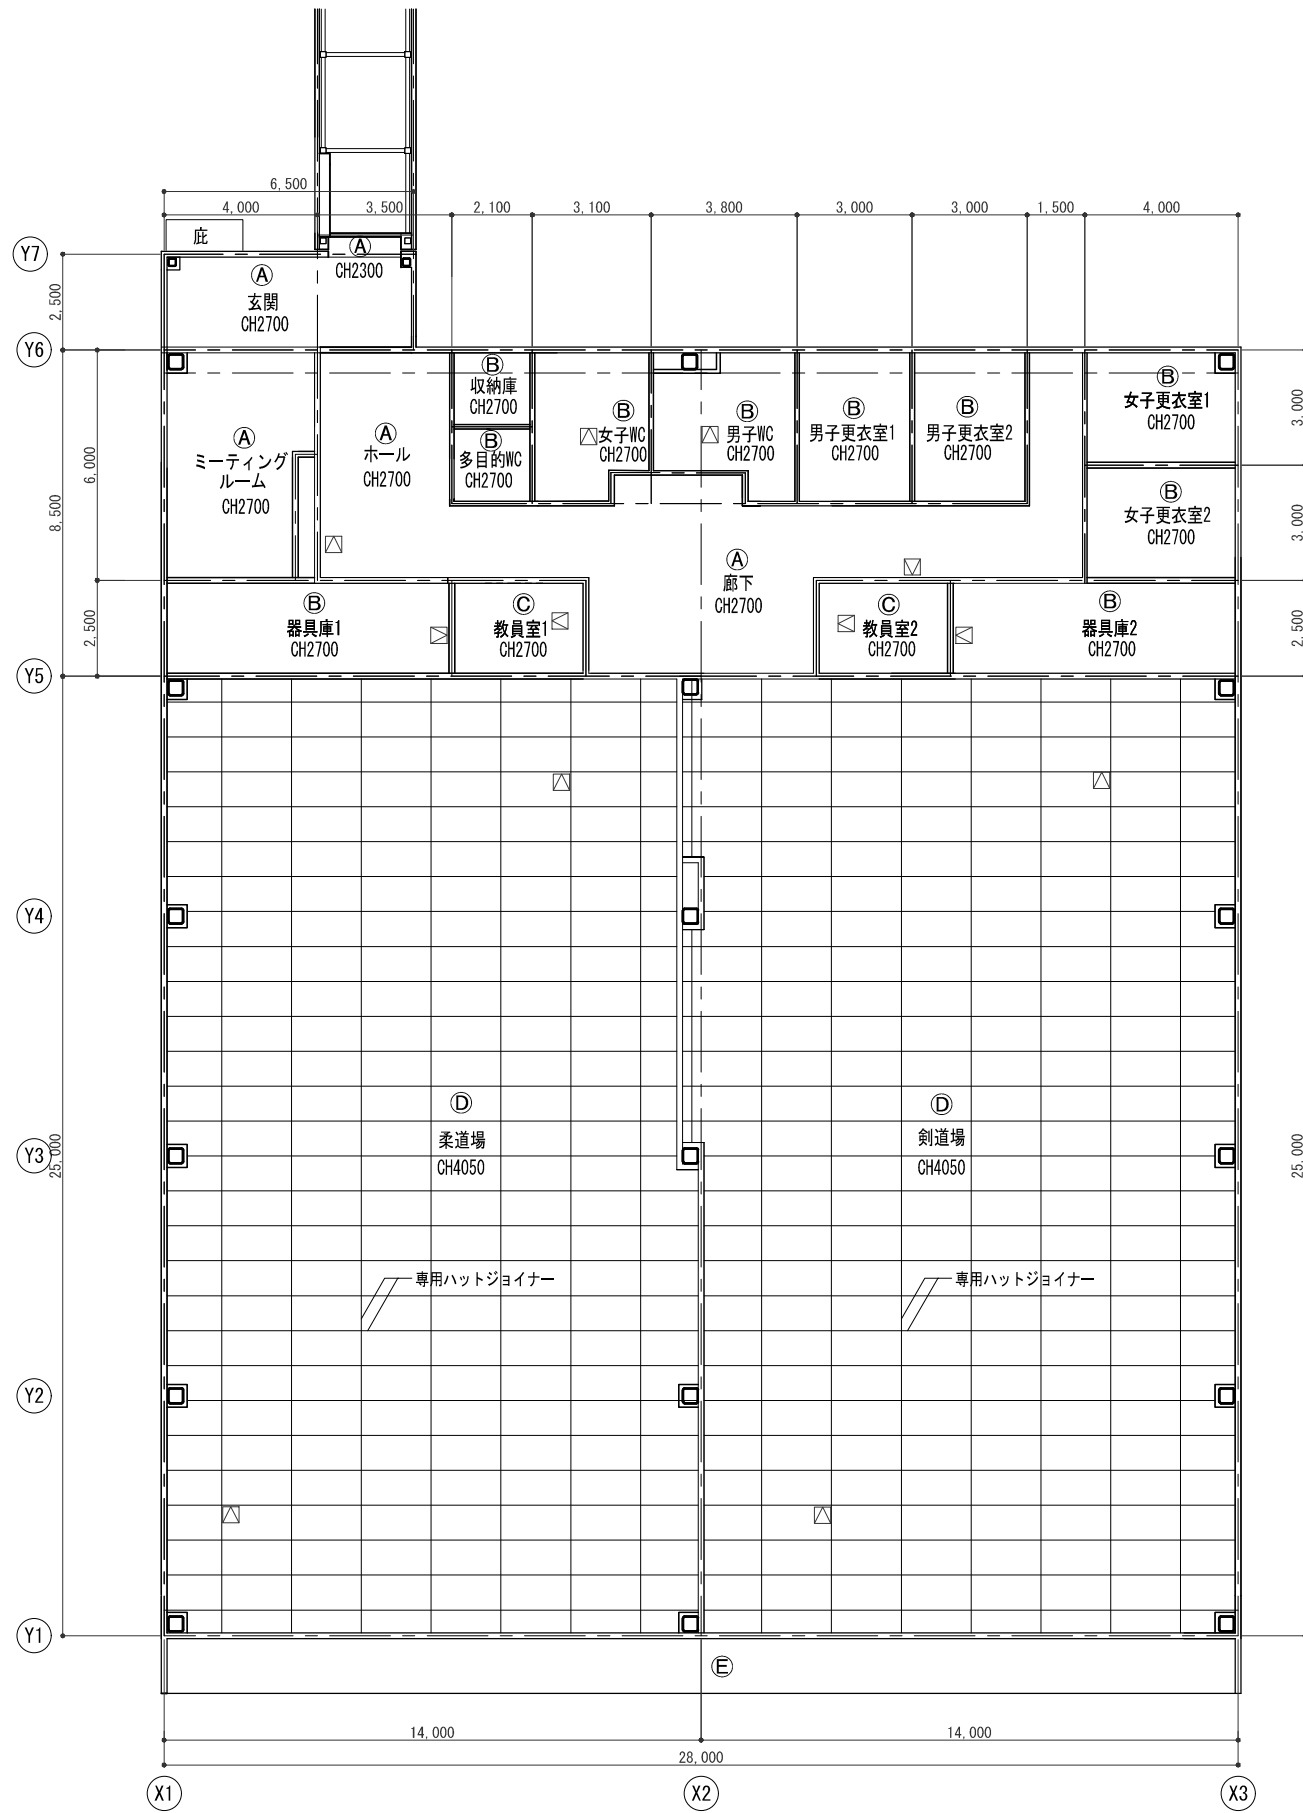 6,500
4,000
3,500
2,100
3,100
3,800
3,000
3,000
1,500
4,000
庇
Y7
A
CH2300
2,500
A
玄関
CH2700
Y6
B
収納庫
CH2700
B
女子更衣室1
CH2700
3,000
A
ミーティング
ルーム
CH2700
A
ホール
CH2700
B
多目的WC
CH2700
B
女子WC
CH2700
B
男子WC
CH2700
B
男子更衣室1
CH2700
B
男子更衣室2
CH2700
6,000
8,500
B
女子更衣室2
CH2700
3,000
A
廊下
CH2700
2,500
B
器具庫1
CH2700
C
教員室1
CH2700
C
教員室2
CH2700
B
器具庫2
CH2700
2,500
Y5
Y4
D
柔道場
CH4050
D
剣道場
CH4050
Y3
25,000
25,000
専用ハットジョイナー
専用ハットジョイナー
Y2
Y1
E
14,000
14,000
28,000
X1
X2
X3